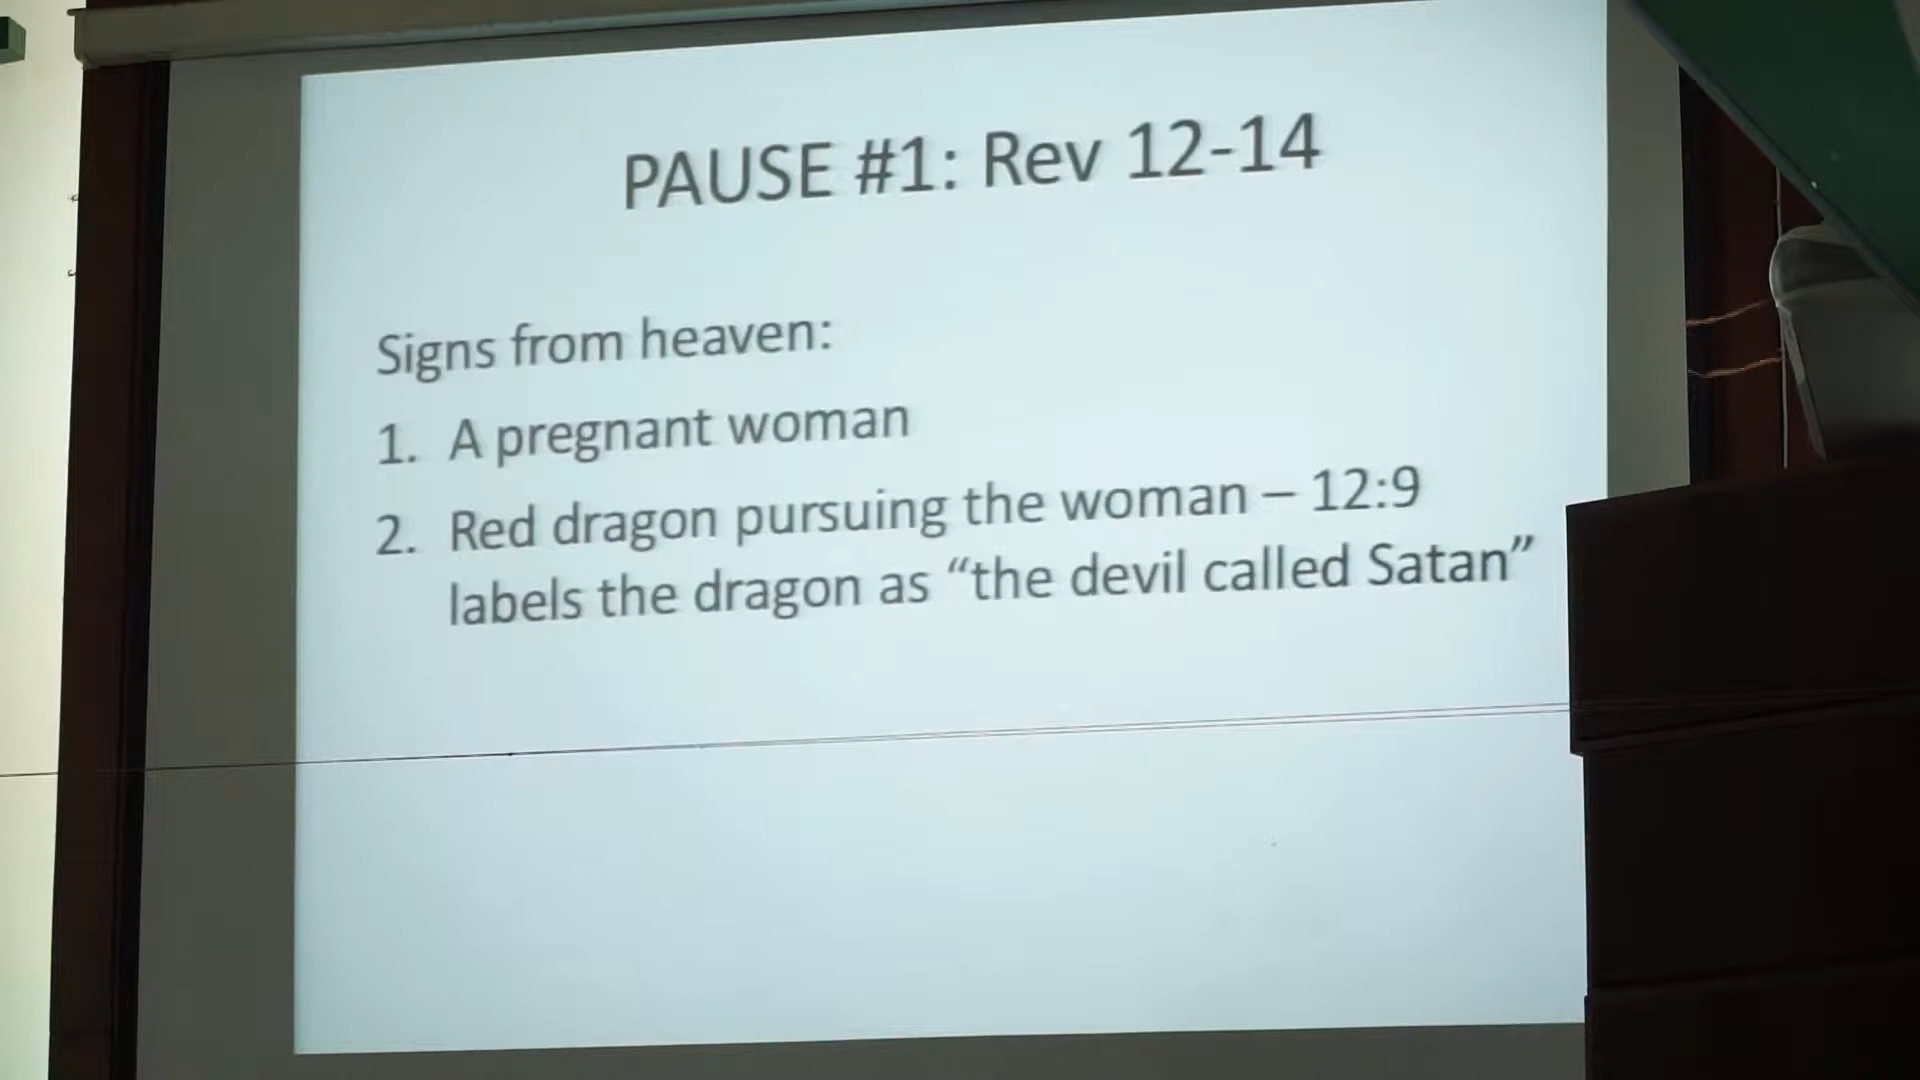 PAUSE #1: Rev 12-14
Signs from heaven:
1. A pregnant woman
2. Red dragon pursuing the woman – 12:9
labels the dragon as “the devil called Satan”